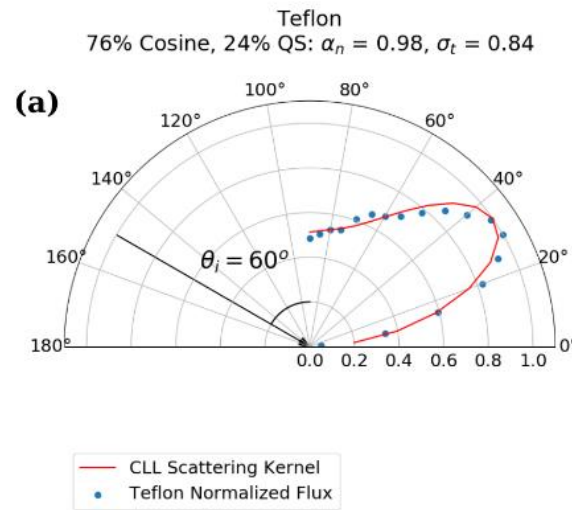 Teflon
76% Cosine, 24% QS: αn = 0.98, σt = 0.84
(a)
100° 80°
120° 60°
140° 40°
160° 20°
180° 0°
θi = 60°
0.0 0.2 0.4 0.6 0.8 1.0
CLL Scattering Kernel
Teflon Normalized Flux